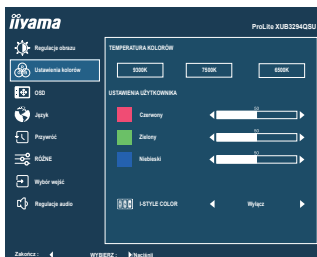 iiyama
ProLite XUB3294QSU
Regulacje obrazu
Ustawienia kolorów
OSD
Język
Przywróć
RÓŻNE
Wybór wejść
Regulacje audio
TEMPERATURA KOLORÓW
9300K 7500K 6500K
USTAWIENIA UŻYTKOWNIKA
Czerwony 50
Zielony 50
Niebieski 50
I-STYLE COLOR Wyłącz
Zakończ : WYBIERZ : Naciśnij